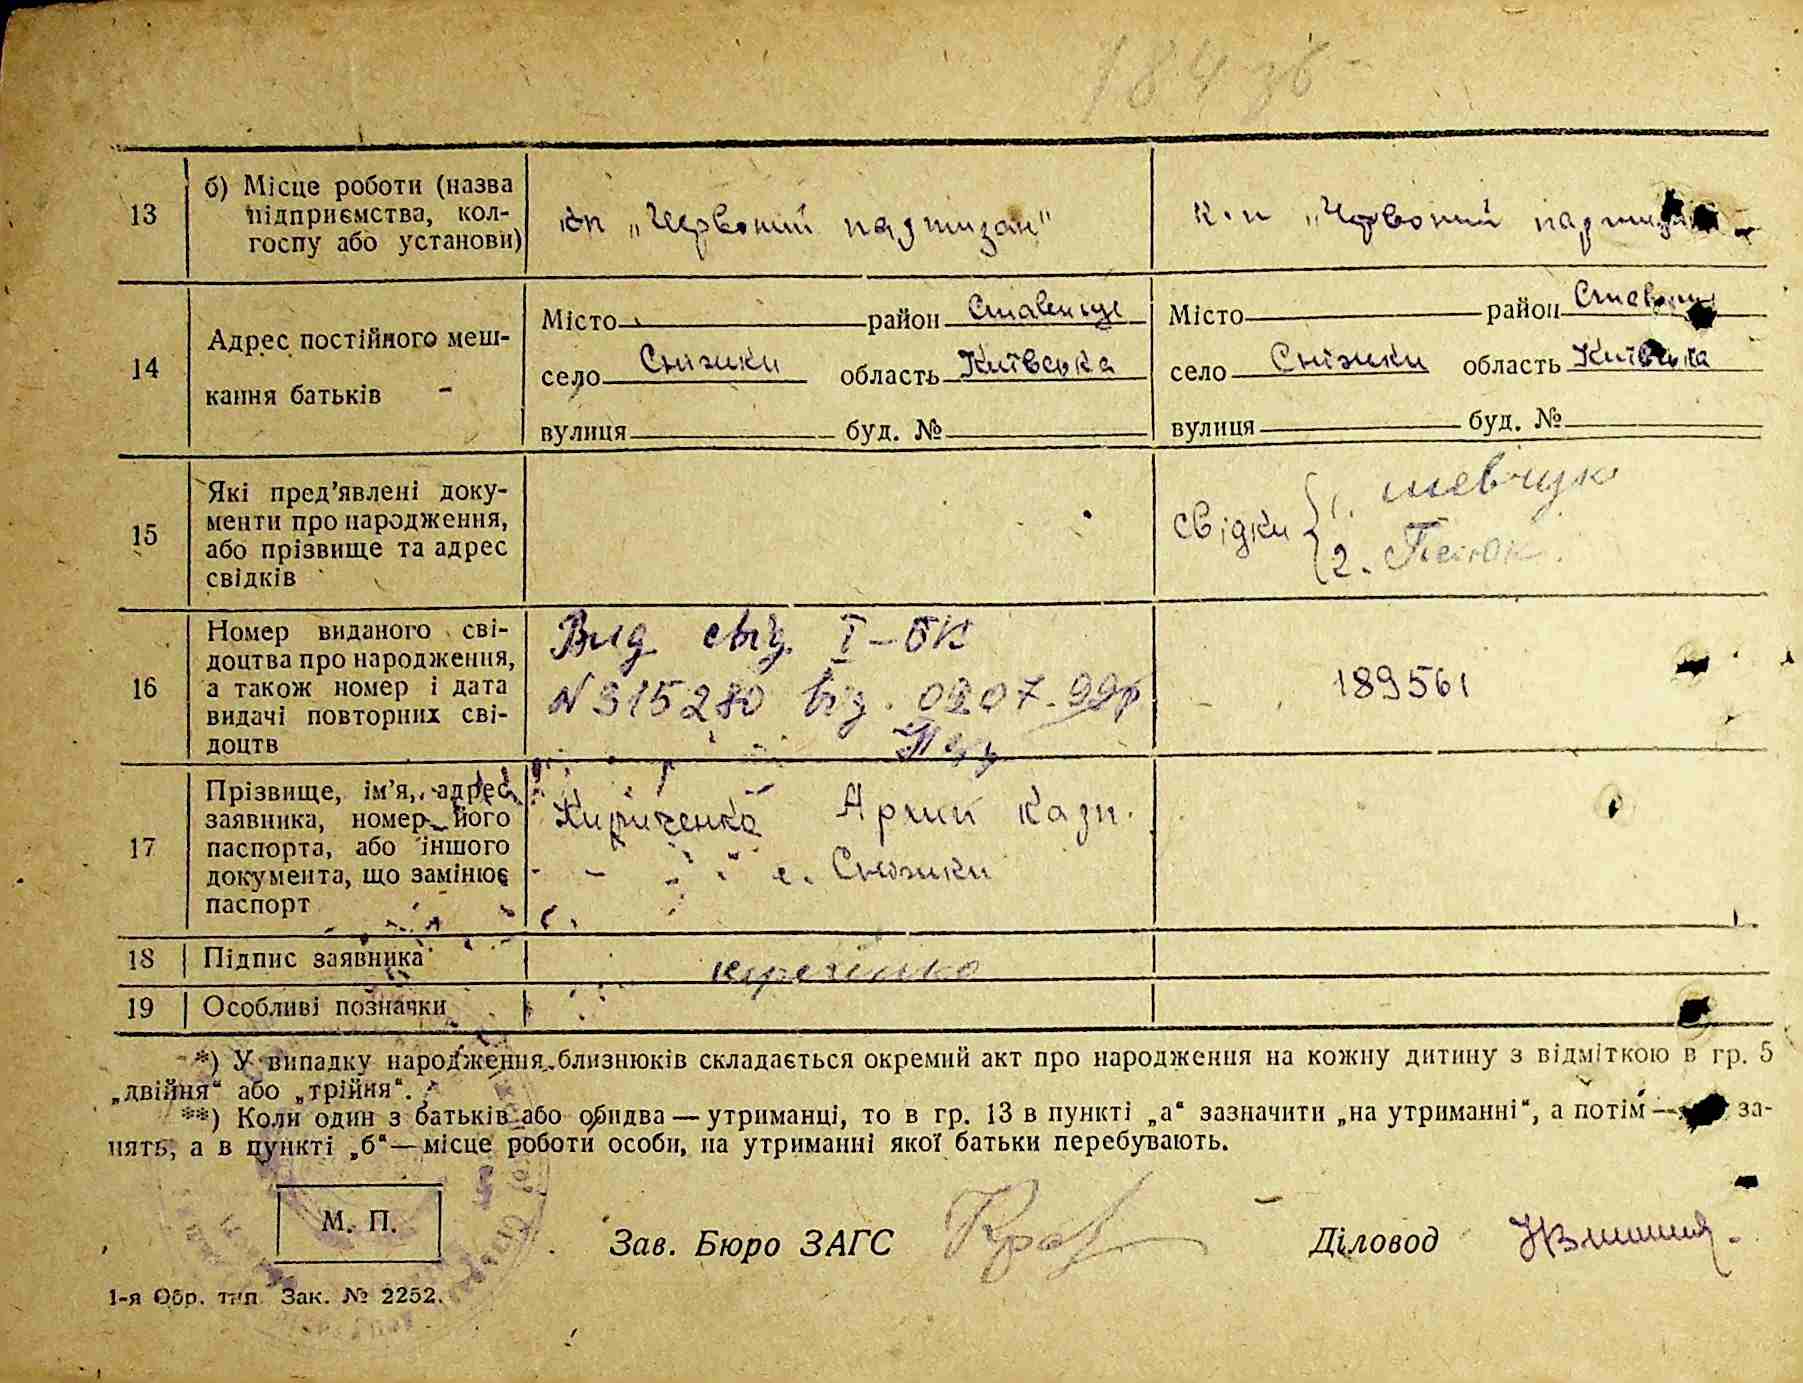 184 зв
13
б) Місце роботи (назва
підприємства, кол-
госпу або установи)
кп „Червоний партизан"
к.п „Червоний партизан
14
Адрес постійного меш-
кання батьків
Місто район Ставище
село Сніжки область Київська
вулиця буд. №
Місто район Ставище
село Сніжки область Київська
вулиця буд. №
15
Які пред'явлені доку-
менти про народження,
або прізвище та адрес
свідків
Свідки
1. Шевчук
2.
16
Номер виданого сві-
доцтва про народження,
а також номер і дата
видачі повторних сві-
доцтв
Вид. свід. I-БК
N 315280 від. 02.07.99р
189561
17
Прізвище, ім'я, адрес
заявника, номер його
паспорта, або іншого
документа, що замінює
паспорт
Кириченко
с. Сніжки
18
Підпис заявника
19
Особливі позначки
*) У випадку народження близнюків складається окремий акт про народження на кожну дитину з відміткою в гр. 5
„двійня“ або „трійня“.
**) Коли один з батьків або обидва — утриманці, то в гр. 13 в пункті „а“ зазначити „на утриманні“, а потім — за-
нять, а в пункті „б“ — місце роботи особи, на утриманні якої батьки перебувають.
М. П.
Зав. Бюро ЗАГС
Діловод
1-я Обр. тип. Зак. № 2252.